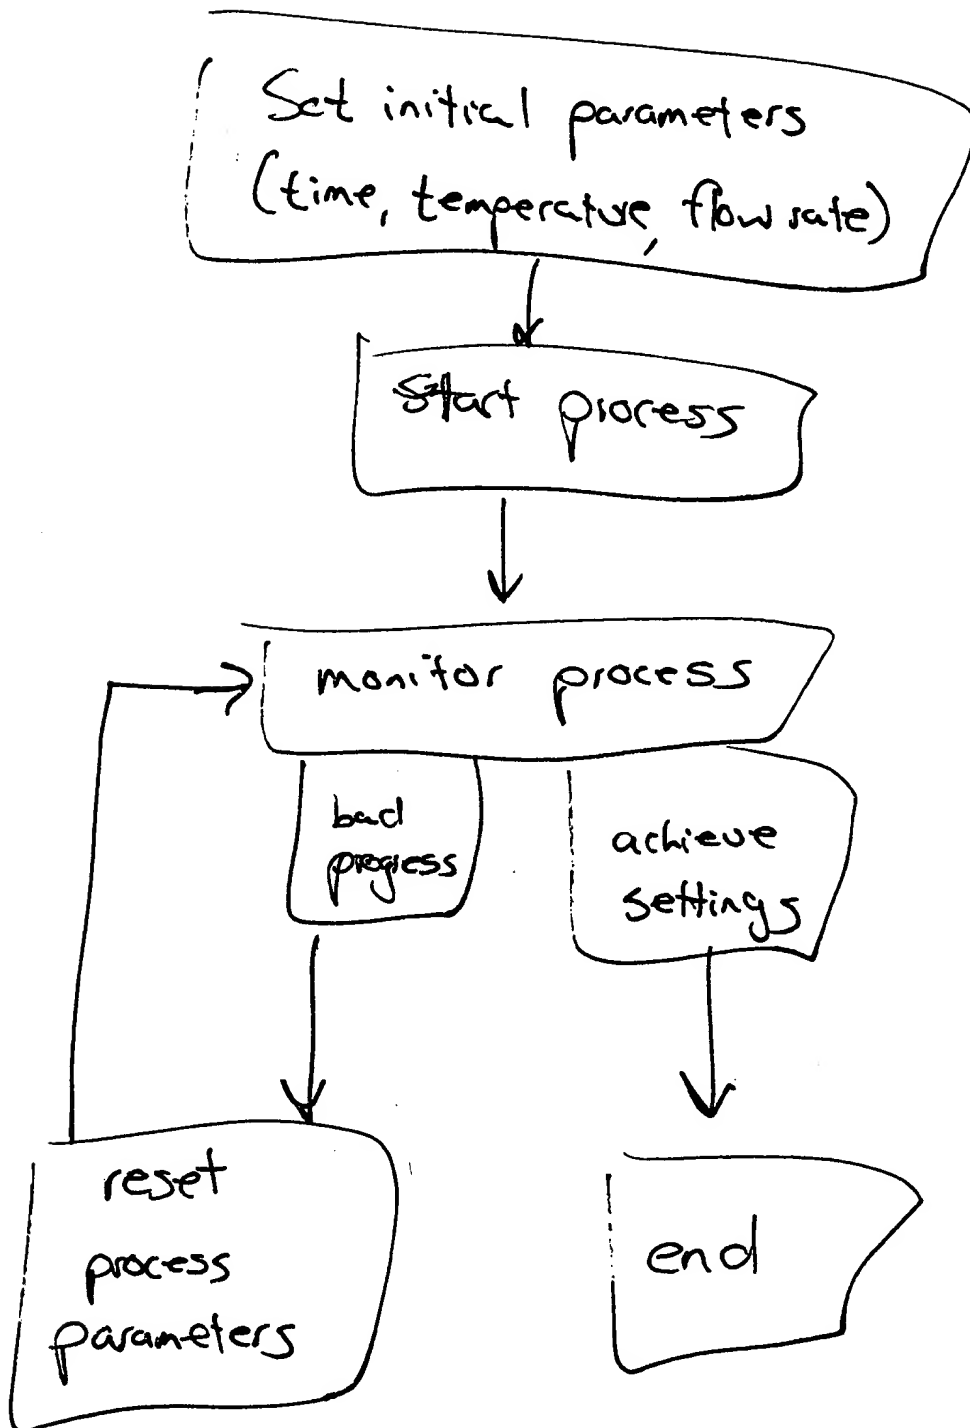 Set initial parameters
(time, temperature, flow rate)
Start process
monitor process
bad
progress
achieve
settings
reset
process
parameters
end